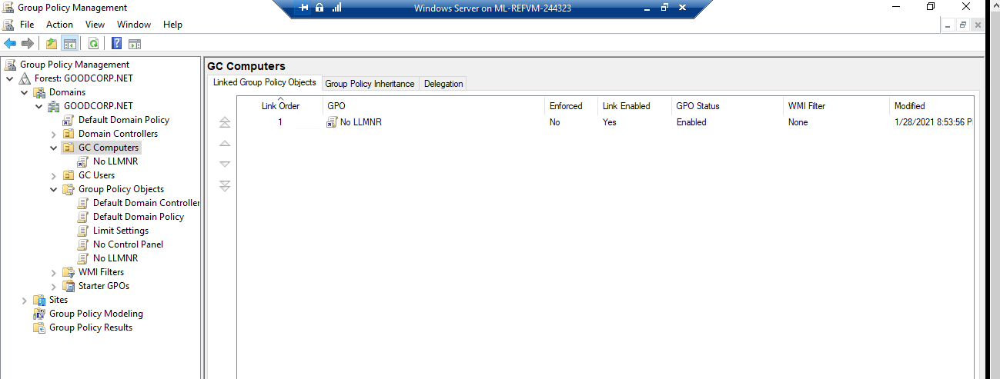 Group Policy Management
Windows Server on ML-REFVM-244323
File Action View Window Help
Group Policy Management
Forest: GOODCORP.NET
Domains
GOODCORP.NET
Default Domain Policy
Domain Controllers
GC Computers
No LLMNR
GC Users
Group Policy Objects
Default Domain Controller
Default Domain Policy
Limit Settings
No Control Panel
No LLMNR
WMI Filters
Starter GPOs
Sites
Group Policy Modeling
Group Policy Results
GC Computers
Linked Group Policy Objects Group Policy Inheritance Delegation
Link Order GPO Enforced Link Enabled GPO Status WMI Filter Modified
1 No LLMNR No Yes Enabled None 1/28/2021 8:53:56 P